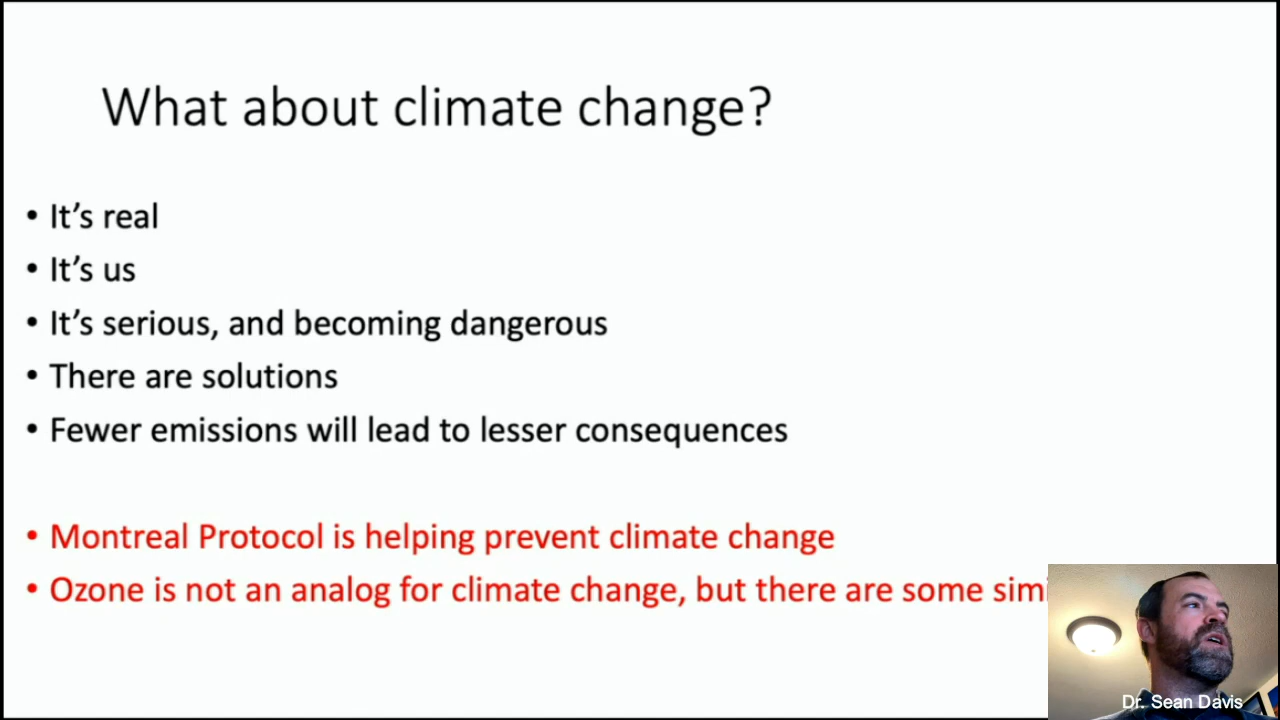 What about climate change?
• It’s real
• It’s us
• It’s serious, and becoming dangerous
• There are solutions
• Fewer emissions will lead to lesser consequences
• Montreal Protocol is helping prevent climate change
• Ozone is not an analog for climate change, but there are some
Dr. Sean Davis